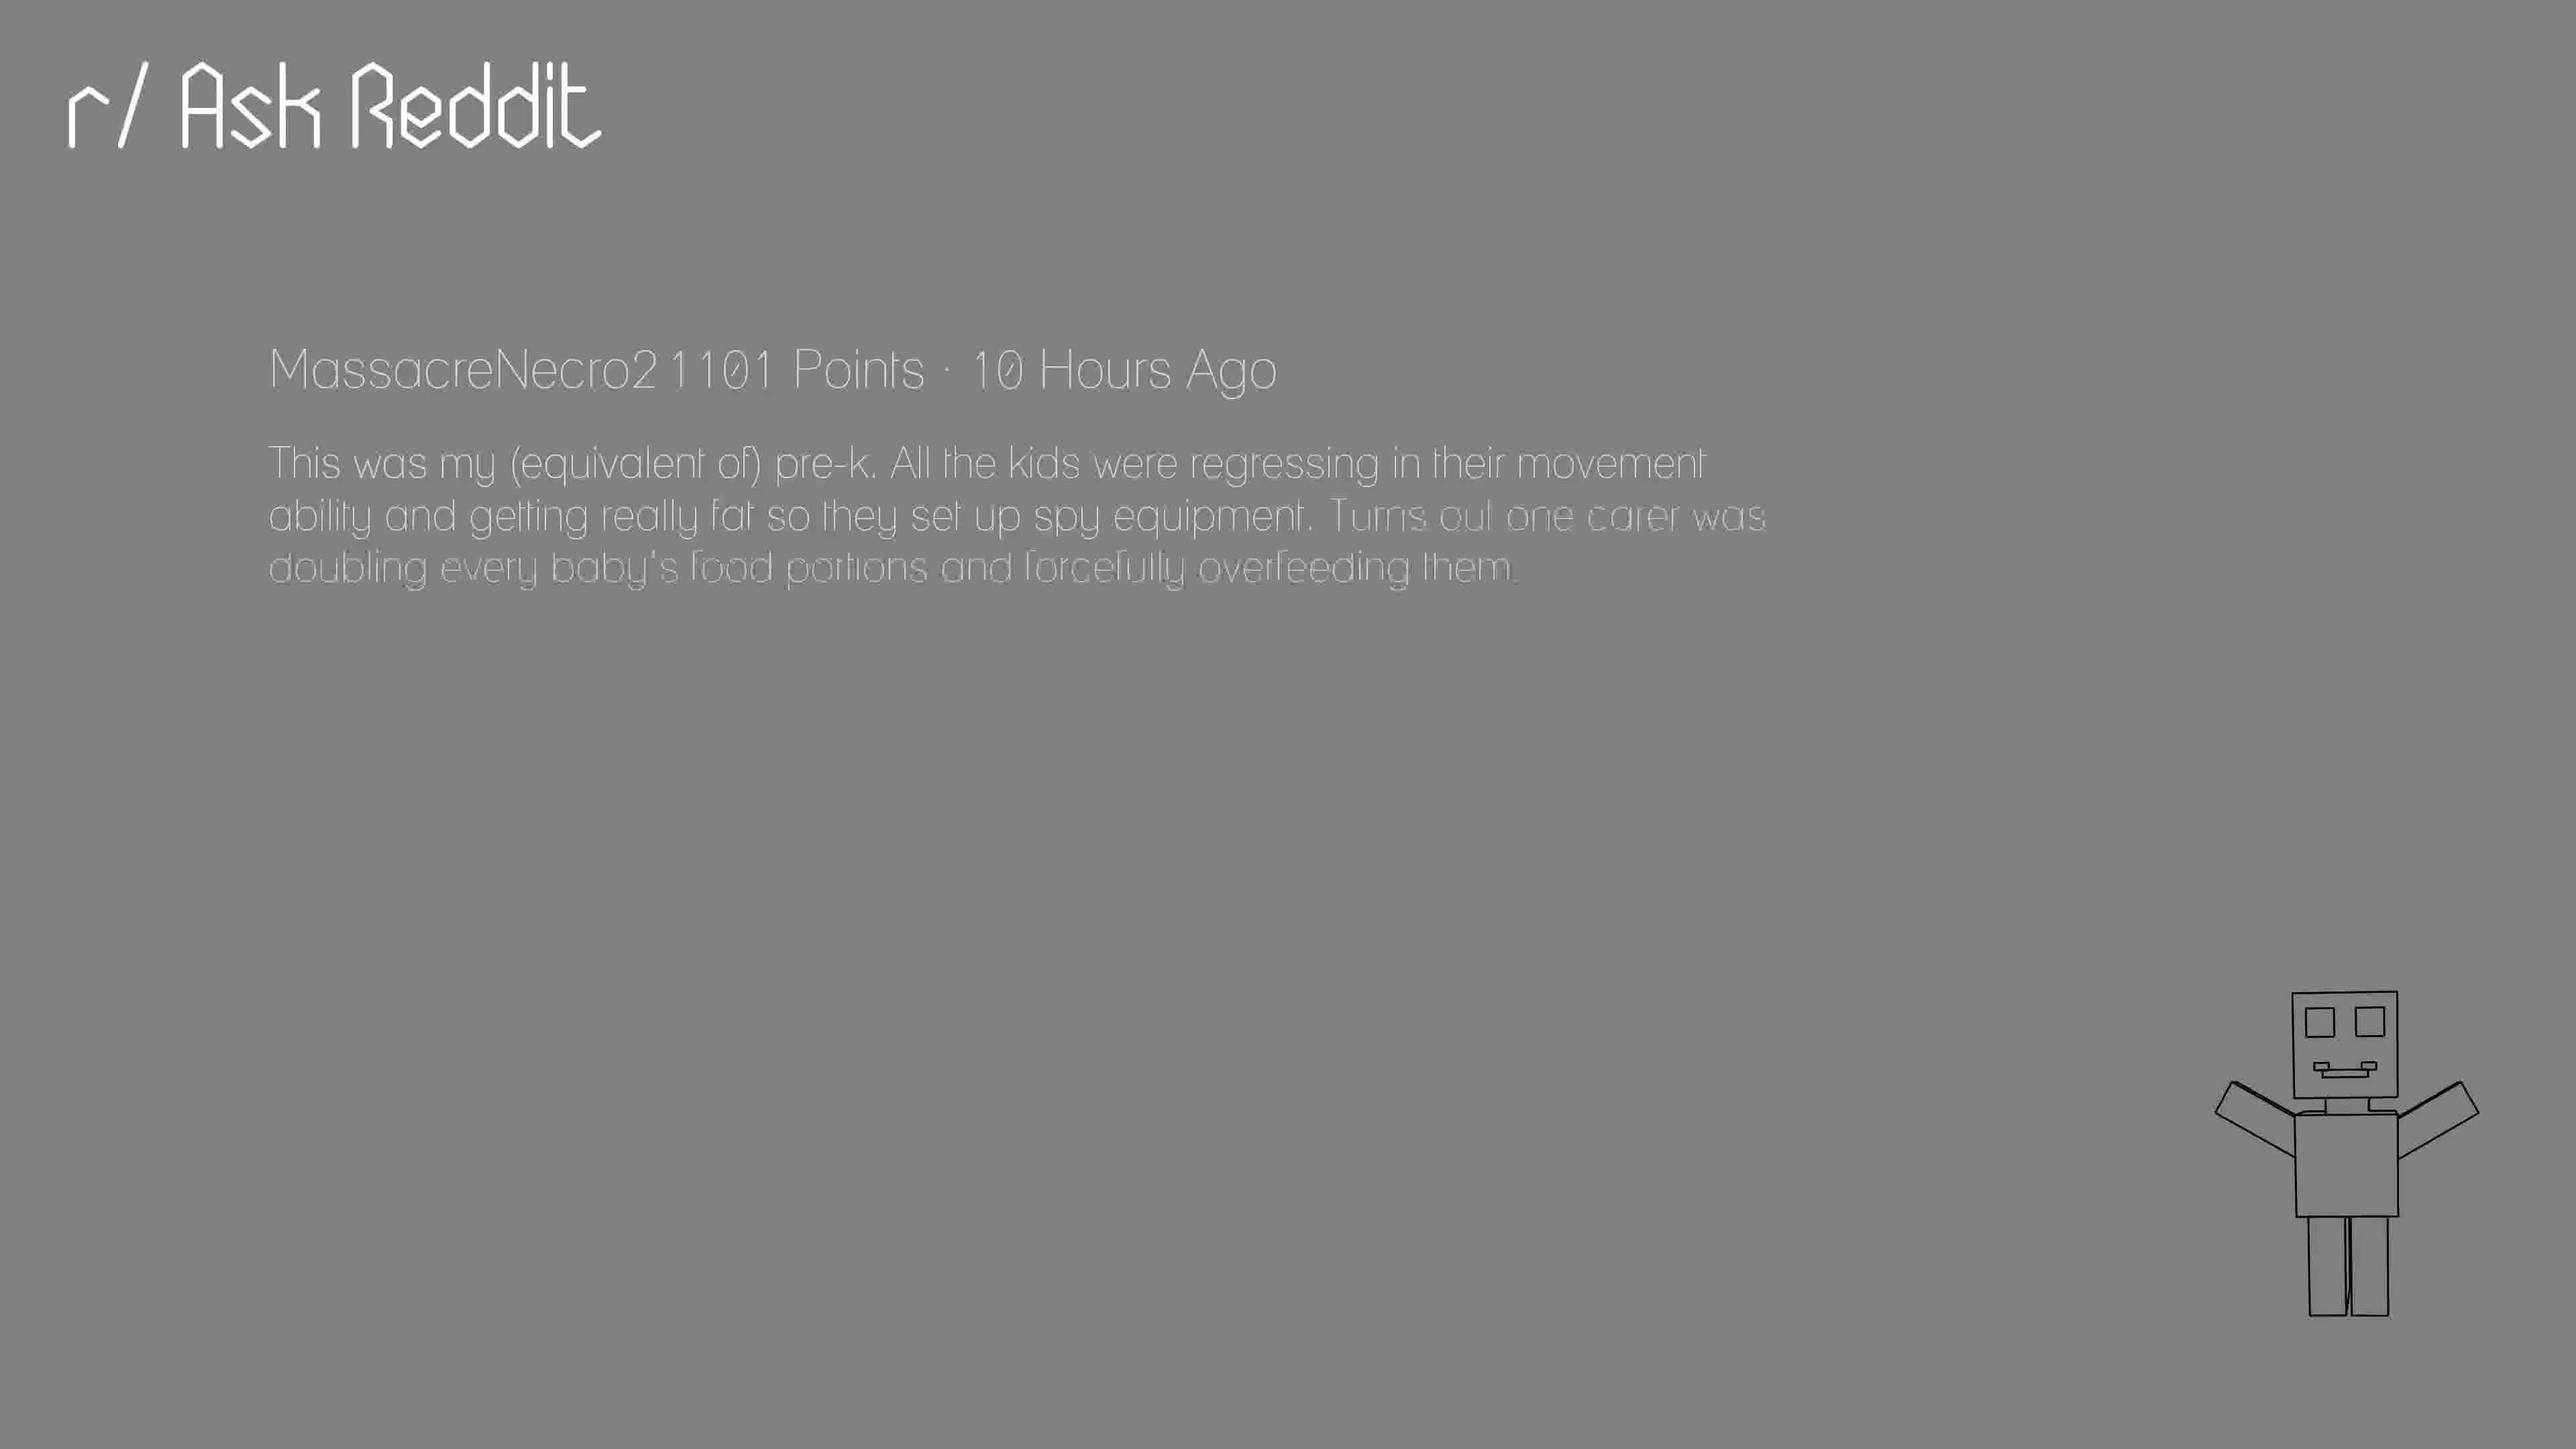 r/ Ask Reddit
MassacreNecro21101 Points · 10 Hours Ago
This was my (equivalent of) pre-k. All the kids were regressing in their movement
ability and getting really fat so they set up spy equipment. Turns out one carer was
doubling every baby's food portions and forcefully overfeeding them.